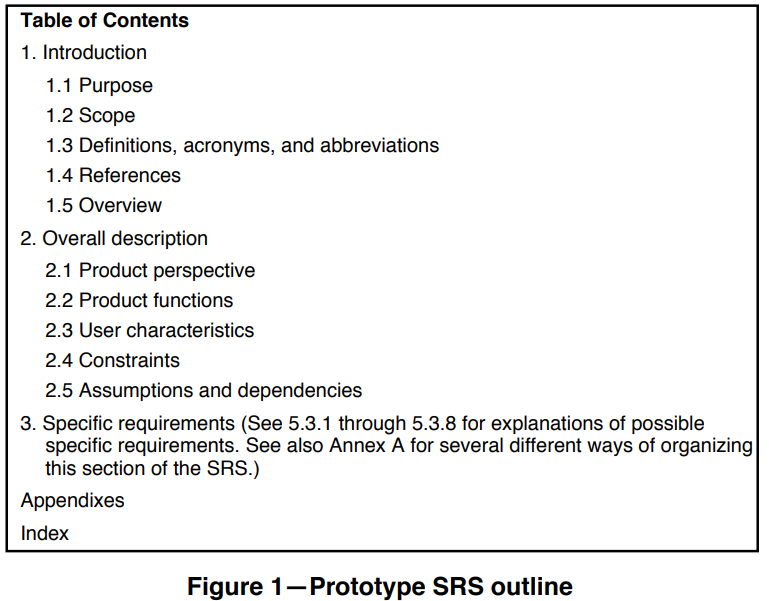 Table of Contents
1. Introduction
1.1 Purpose
1.2 Scope
1.3 Definitions, acronyms, and abbreviations
1.4 References
1.5 Overview
2. Overall description
2.1 Product perspective
2.2 Product functions
2.3 User characteristics
2.4 Constraints
2.5 Assumptions and dependencies
3. Specific requirements (See 5.3.1 through 5.3.8 for explanations of possible
specific requirements. See also Annex A for several different ways of organizing
this section of the SRS.)
Appendixes
Index
Figure 1—Prototype SRS outline